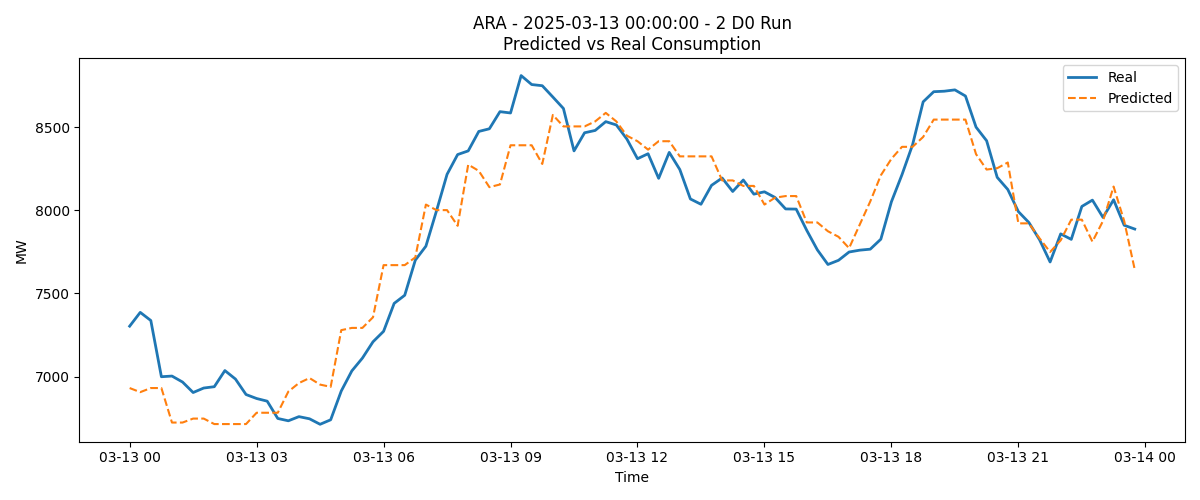 ARA - 2025-03-13 00:00:00 - 2 D0 Run
Predicted vs Real Consumption
Real
Predicted
MW
8500
8000
7500
7000
03-13 00
03-13 03
03-13 06
03-13 09
03-13 12
03-13 15
03-13 18
03-13 21
03-14 00
Time